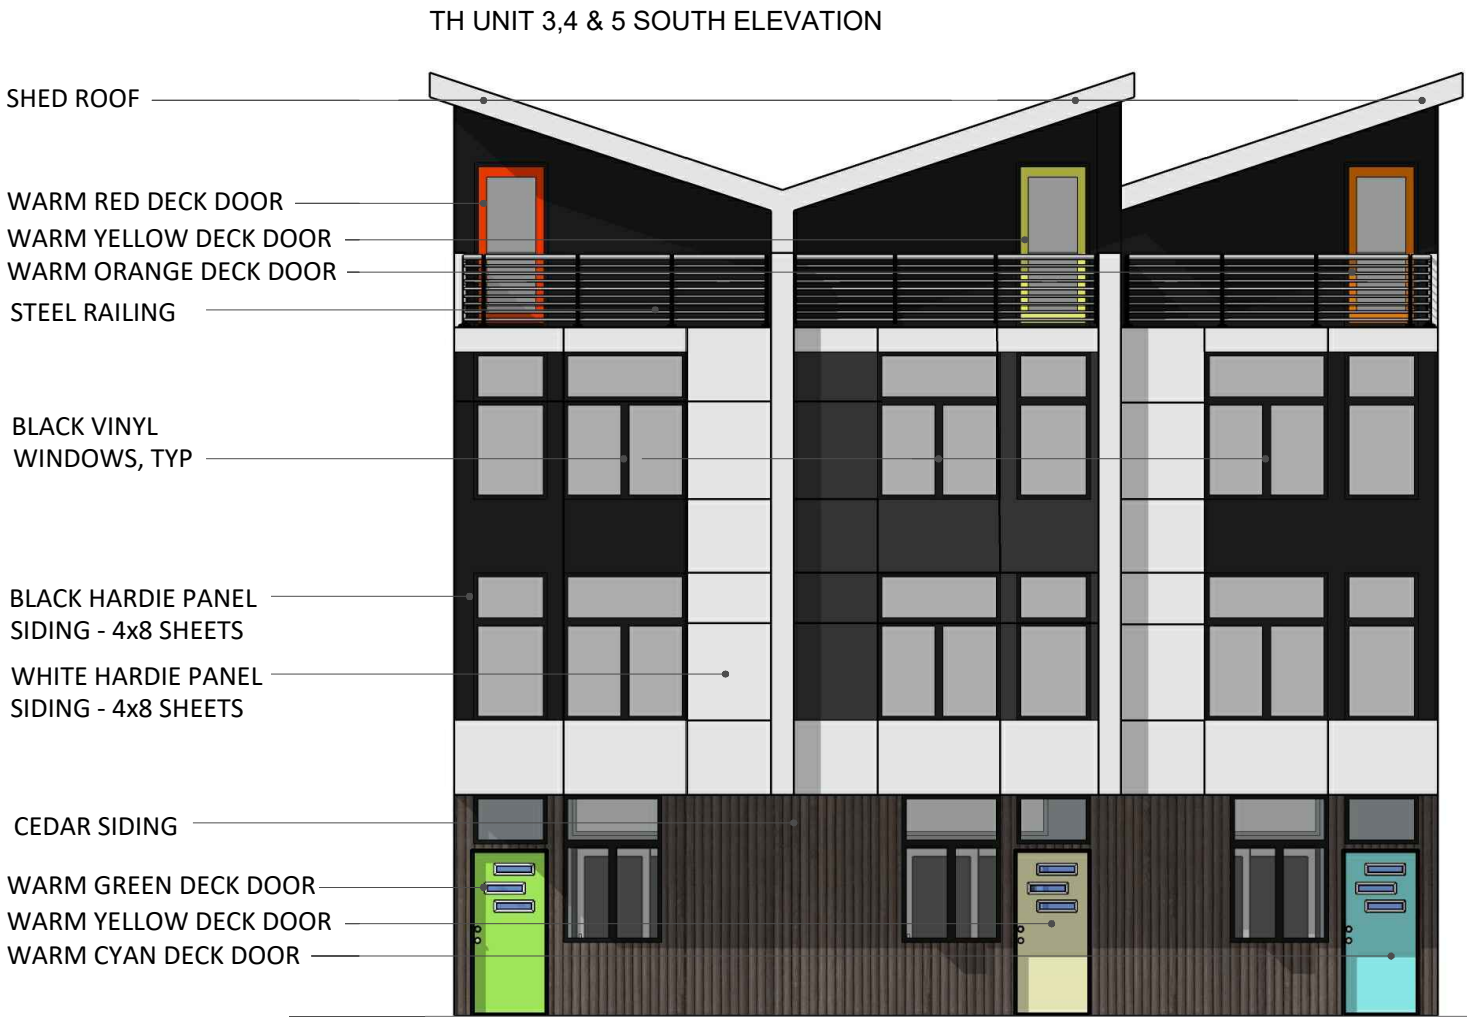 TH UNIT 3,4 & 5 SOUTH ELEVATION
SHED ROOF
WARM RED DECK DOOR
WARM YELLOW DECK DOOR
WARM ORANGE DECK DOOR
STEEL RAILING
BLACK VINYL
WINDOWS, TYP
BLACK HARDIE PANEL
SIDING - 4x8 SHEETS
WHITE HARDIE PANEL
SIDING - 4x8 SHEETS
CEDAR SIDING
WARM GREEN DECK DOOR
WARM YELLOW DECK DOOR
WARM CYAN DECK DOOR